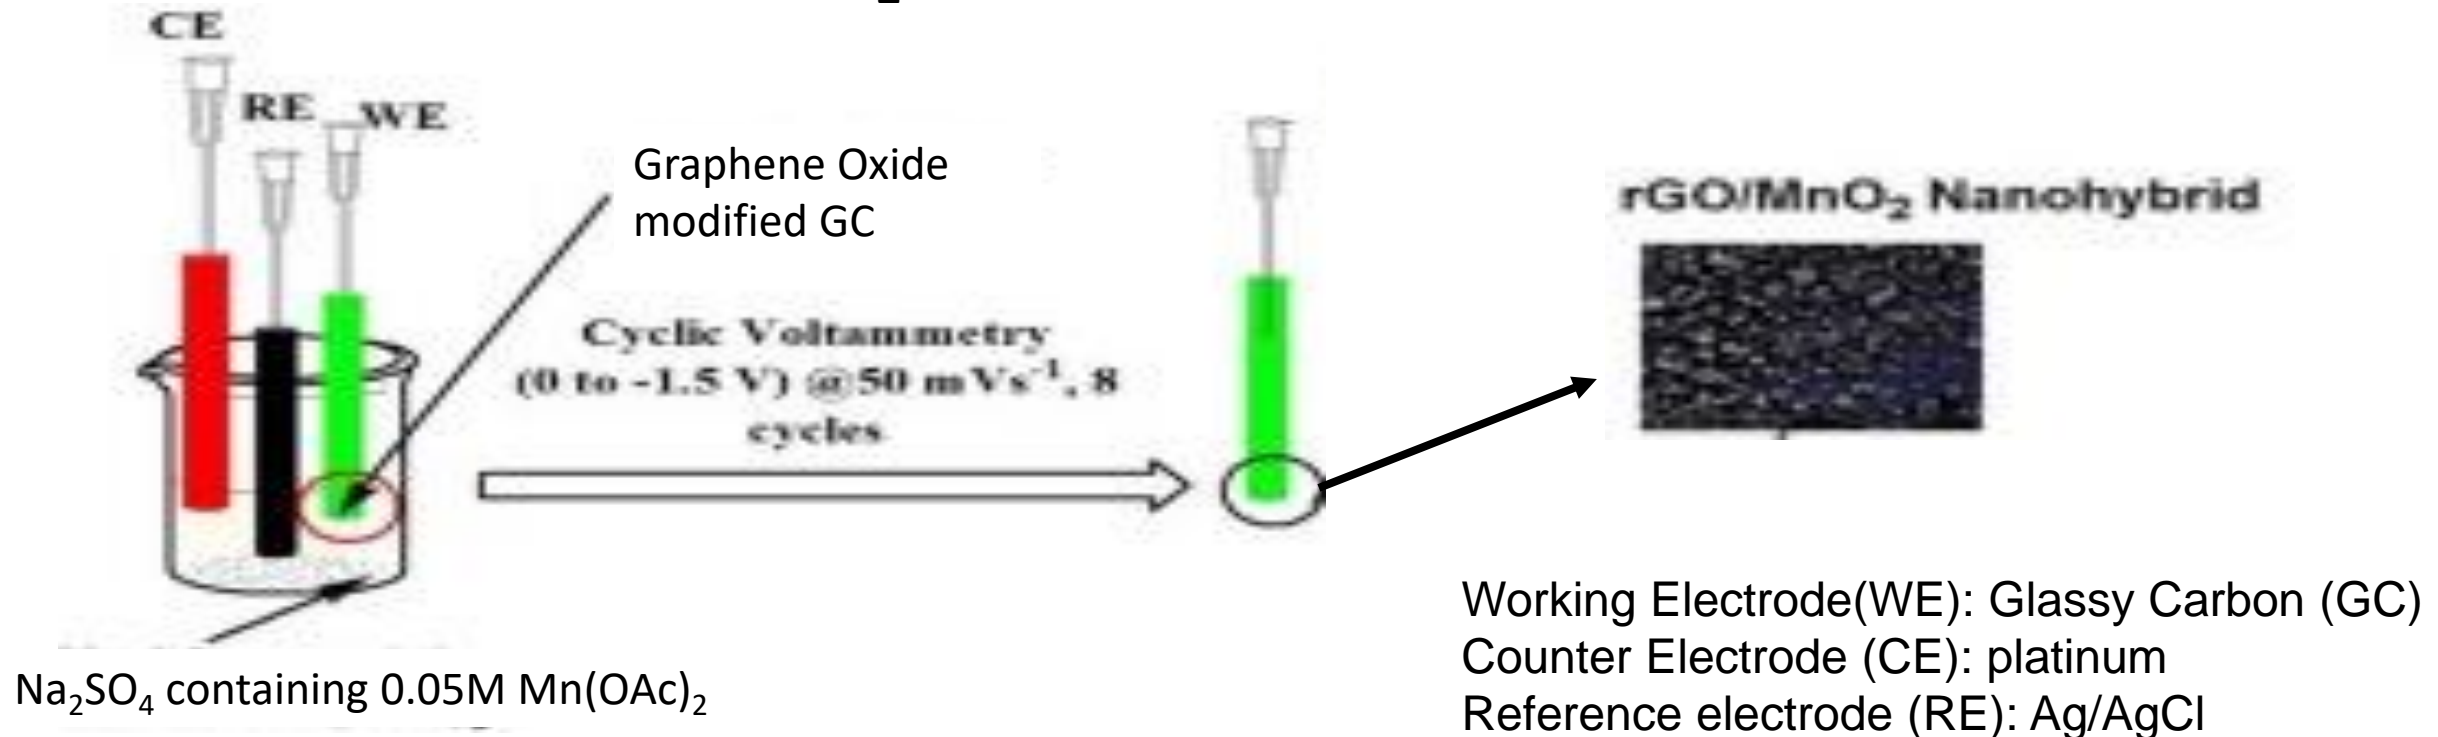 CE
RE
WE
Graphene Oxide
modified GC
Cyclic Voltammetry
(0 to -1.5 V) @50 mVs⁻¹, 8
cycles
rGO/MnO₂ Nanohybrid
Na₂SO₄ containing 0.05M Mn(OAc)₂
Working Electrode(WE): Glassy Carbon (GC)
Counter Electrode (CE): platinum
Reference electrode (RE): Ag/AgCl